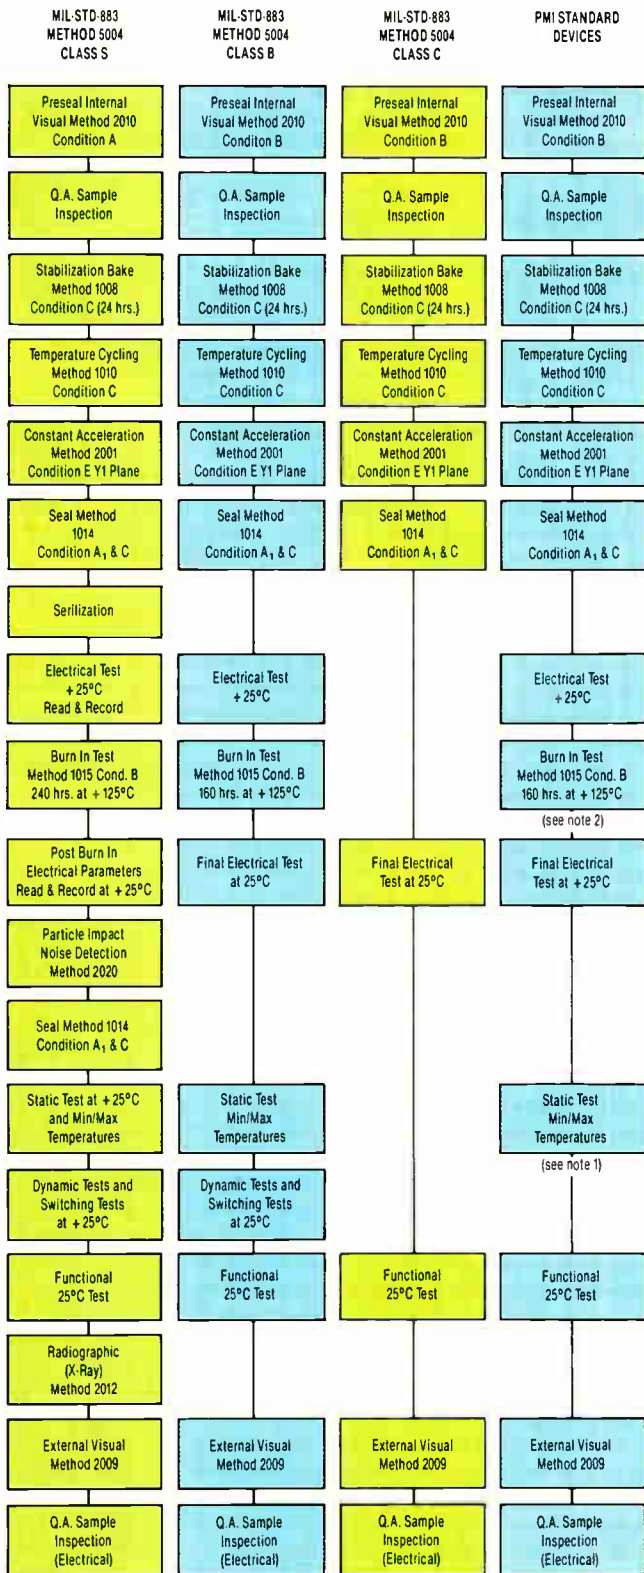 MIL-STD-883
METHOD 5004
CLASS S
MIL-STD-883
METHOD 5004
CLASS B
MIL-STD-883
METHOD 5004
CLASS C
PMI STANDARD
DEVICES
Preseal Internal
Visual Method 2010
Condition A
Preseal Internal
Visual Method 2010
Conditon B
Preseal Internal
Visual Method 2010
Condition B
Preseal Internal
Visual Method 2010
Condition B
Q.A. Sample
Inspection
Q.A. Sample
Inspection
Q.A. Sample
Inspection
Q.A. Sample
Inspection
Stabilization Bake
Method 1008
Condition C (24 hrs.)
Stabilization Bake
Method 1008
Condition C (24 hrs.)
Stabilization Bake
Method 1008
Condition C (24 hrs.)
Stabilization Bake
Method 1008
Condition C (24 hrs.)
Temperature Cycling
Method 1010
Condition C
Temperature Cycling
Method 1010
Condition C
Temperature Cycling
Method 1010
Condition C
Temperature Cycling
Method 1010
Condition C
Constant Acceleration
Method 2001
Condition E Y1 Plane
Constant Acceleration
Method 2001
Condition E Y1 Plane
Constant Acceleration
Method 2001
Condition E Y1 Plane
Constant Acceleration
Method 2001
Condition E Y1 Plane
Seal Method
1014
Condition A₁ & C
Seal Method
1014
Condition A₁ & C
Seal Method
1014
Condition A₁ & C
Seal Method
1014
Condition A₁ & C
Serilization
Electrical Test
+ 25°C
Read & Record
Electrical Test
+ 25°C
Electrical Test
+ 25°C
Burn In Test
Method 1015 Cond. B
240 hrs. at + 125°C
Burn In Test
Method 1015 Cond. B
160 hrs. at + 125°C
Burn In Test
Method 1015 Cond. B
160 hrs. at + 125°C
(see note 2)
Post Burn In
Electrical Parameters
Read & Record at + 25°C
Final Electrical Test
at 25°C
Final Electrical
Test at 25°C
Final Electrical
Test at + 25°C
Particle Impact
Noise Detection
Method 2020
Seal Method 1014
Condition A₁ & C
Static Test at + 25°C
and Min/Max
Temperatures
Static Test
Min/Max
Temperatures
Static Test
Min/Max
Temperatures
(see note 1)
Dynamic Tests and
Switching Tests
at + 25°C
Dynamic Tests and
Switching Tests
at 25°C
Functional
25°C Test
Functional
25°C Test
Functional
25°C Test
Functional
25°C Test
Radiographic
(X-Ray)
Method 2012
External Visual
Method 2009
External Visual
Method 2009
External Visual
Method 2009
External Visual
Method 2009
Q.A. Sample
Inspection
(Electrical)
Q.A. Sample
Inspection
(Electrical)
Q.A. Sample
Inspection
(Electrical)
Q.A. Sample
Inspection
(Electrical)